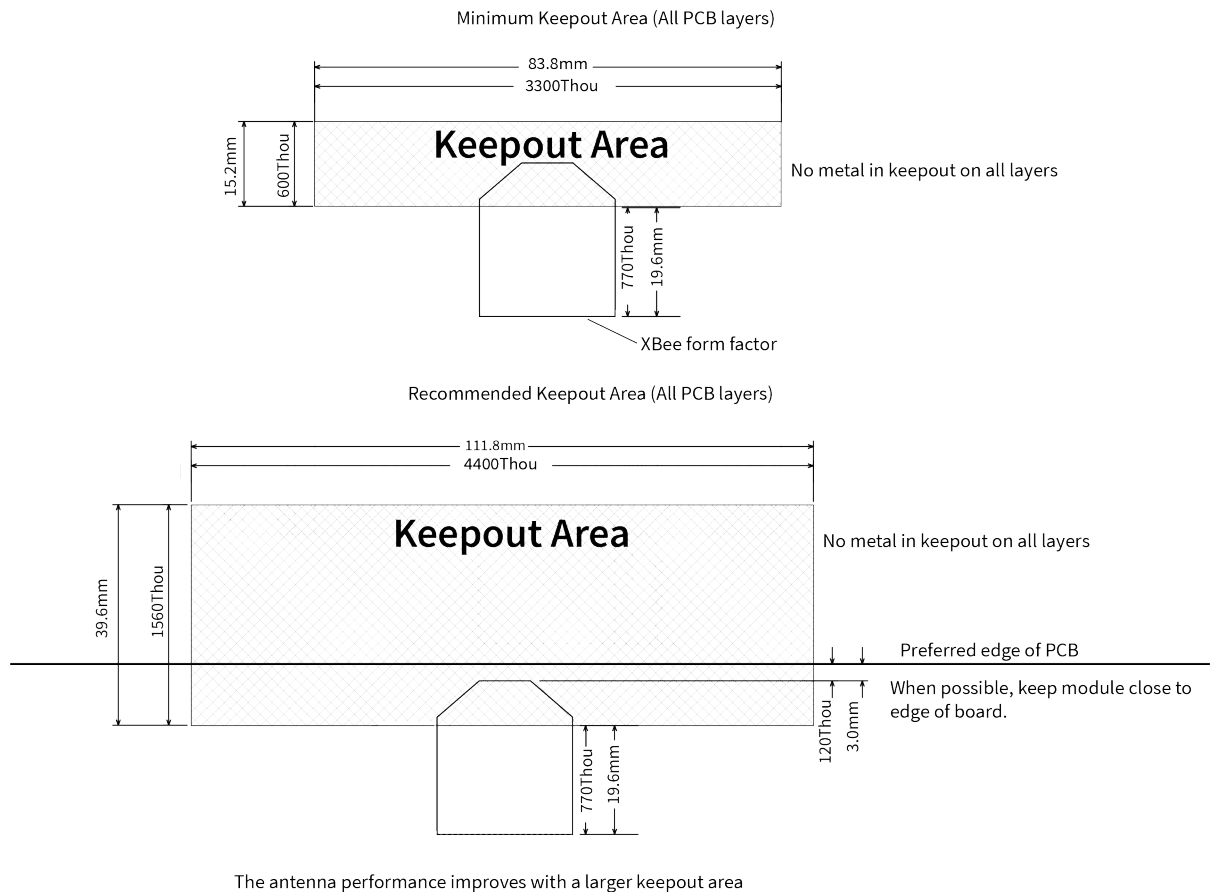 Minimum Keepout Area (All PCB layers)
83.8mm
3300Thou
Keepout Area
15.2mm
600Thou
No metal in keepout on all layers
770Thou
19.6mm
XBee form factor
Recommended Keepout Area (All PCB layers)
111.8mm
4400Thou
Keepout Area
No metal in keepout on all layers
39.6mm
1560Thou
Preferred edge of PCB
When possible, keep module close to
edge of board.
120Thou
3.0mm
770Thou
19.6mm
The antenna performance improves with a larger keepout area